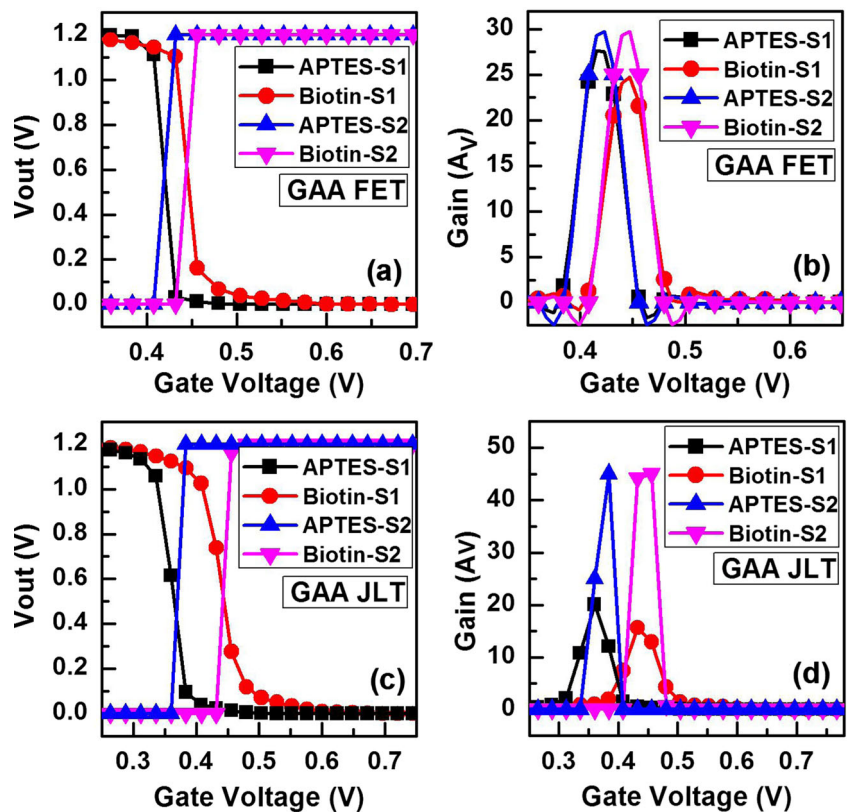 1.2
1.0
0.8
0.6
0.4
0.2
0.0
Vout (V)
APTES-S1
Biotin-S1
APTES-S2
Biotin-S2
GAA FET
(a)
0.4 0.5 0.6 0.7
Gate Voltage (V)
30
25
20
15
10
5
0
Gain (Av)
APTES-S1
Biotin-S1
APTES-S2
Biotin-S2
GAA FET
(b)
0.4 0.5 0.6
Gate Voltage (V)
1.2
1.0
0.8
0.6
0.4
0.2
0.0
Vout (V)
APTES-S1
Biotin-S1
APTES-S2
Biotin-S2
GAA JLT
(c)
0.3 0.4 0.5 0.6 0.7
Gate Voltage (V)
50
40
30
20
10
0
Gain (Av)
APTES-S1
Biotin-S1
APTES-S2
Biotin-S2
GAA JLT
(d)
0.3 0.4 0.5 0.6 0.7
Gate Voltage (V)